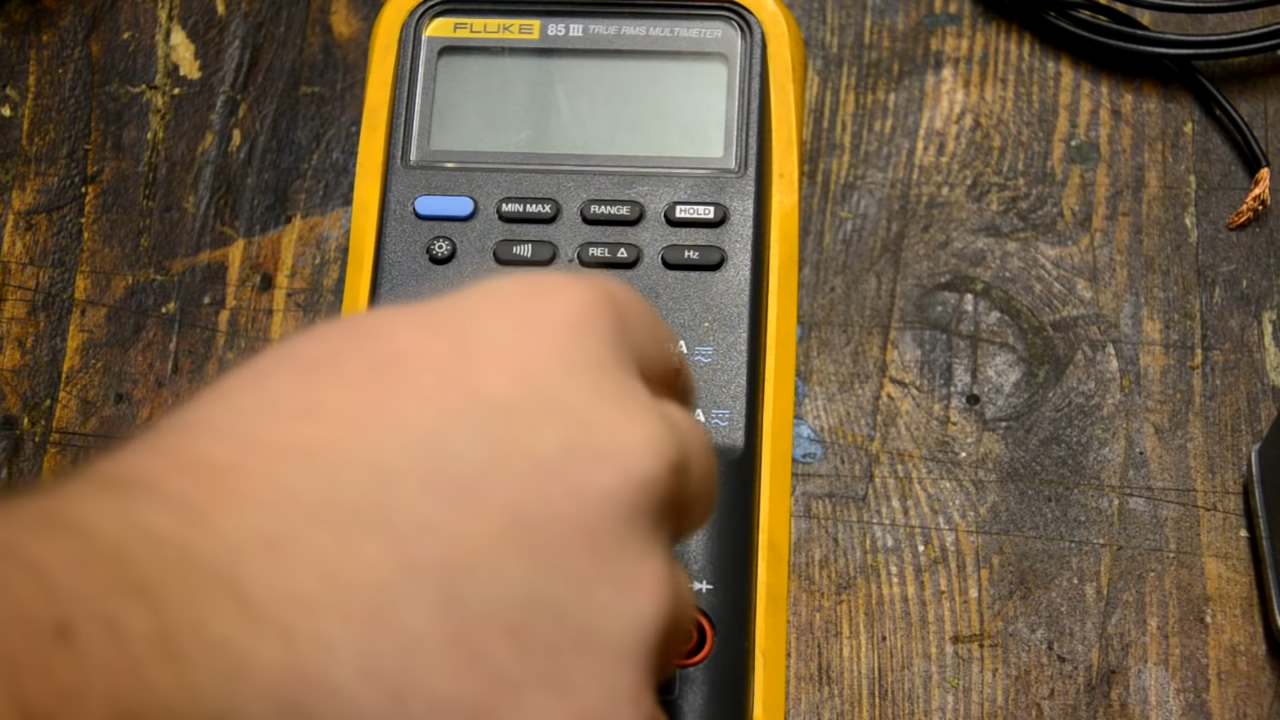 FLUKE 85 III TRUE RMS MULTIMETER
MIN MAX RANGE HOLD
REL Δ Hz
A
A